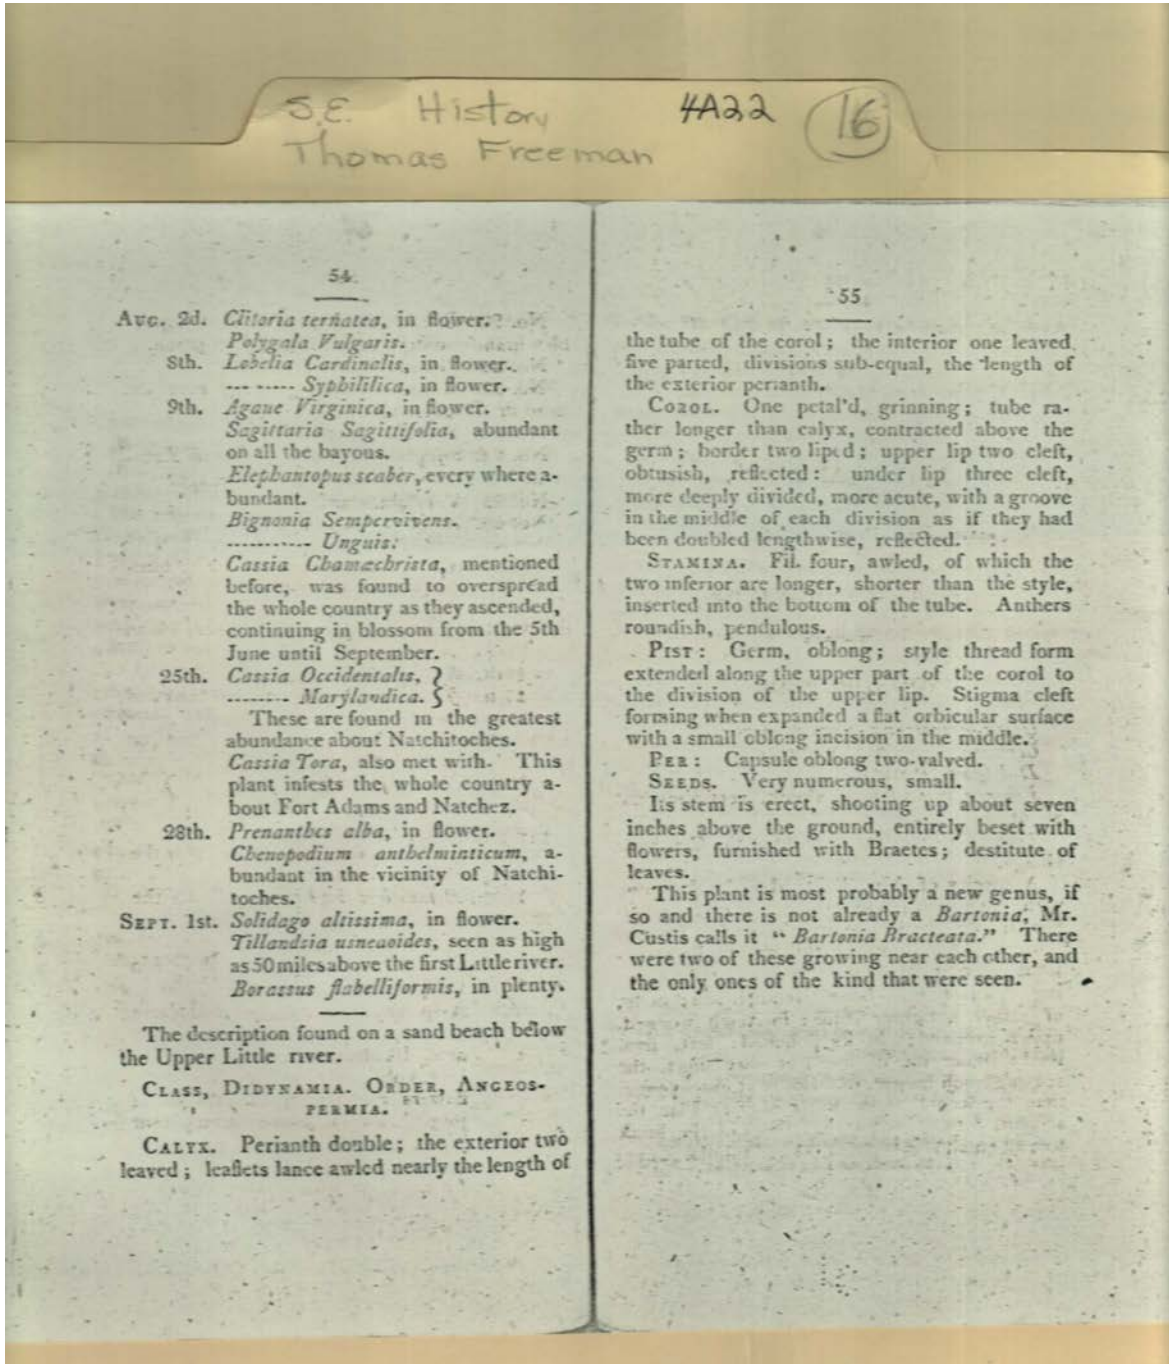 S.E. History 4A22 16
Thomas Freeman
54
AUG. 2d. Clitoria ternatea, in flower.
Polygala Vulgaris.
8th. Lobelia Cardinalis, in flower.
--- ------ Syphililica, in flower.
9th. Agave Virginica, in flower.
Sagittaria Sagittifolia, abundant
on all the bayous.
Elephantopus scaber, every where a-
bundant.
Bignonia Sempervivens.
----------- Unguis.
Cassia Chamæchrista, mentioned
before, was found to overspread
the whole country as they ascended,
continuing in blossom from the 5th
June until September.
25th. Cassia Occidentalis, }
-------- Marylandica. }
These are found in the greatest
abundance about Natchitoches.
Cassia Tora, also met with. This
plant infests the whole country a-
bout Fort Adams and Natchez.
28th. Prenanthes alba, in flower.
Chenopodium anthelminticum, a-
bundant in the vicinity of Natchi-
toches.
SEPT. 1st. Solidago altissima, in flower.
Tillandsia usneaoides, seen as high
as 50 miles above the first Little river.
Borassus flabelliformis, in plenty.
The description found on a sand beach below
the Upper Little river.
CLASS, DIDYNAMIA. ORDER, ANGEOS-
PERMIA.
CALYX. Perianth double; the exterior two
leaved; leaflets lance awled nearly the length of
55
the tube of the corol; the interior one leaved,
five parted, divisions sub-equal, the length of
the exterior perianth.
COROL. One petal'd, grinning; tube ra-
ther longer than calyx, contracted above the
germ; border two liped; upper lip two cleft,
obtusish, reflected: under lip three cleft,
more deeply divided, more acute, with a groove
in the middle of each division as if they had
been doubled lengthwise, reflected.
STAMINA. Fil. four, awled, of which the
two inferior are longer, shorter than the style,
inserted into the bottom of the tube. Anthers
roundish, pendulous.
PIST: Germ, oblong; style thread form
extended along the upper part of the corol to
the division of the upper lip. Stigma cleft
forming when expanded a flat orbicular surface
with a small oblong incision in the middle.
PER: Capsule oblong two-valved.
SEEDS. Very numerous, small.
Its stem is erect, shooting up about seven
inches above the ground, entirely beset with
flowers, furnished with Bractes; destitute of
leaves.
This plant is most probably a new genus, if
so and there is not already a Bartonia, Mr.
Custis calls it "Bartonia Bracteata." There
were two of these growing near each other, and
the only ones of the kind that were seen.